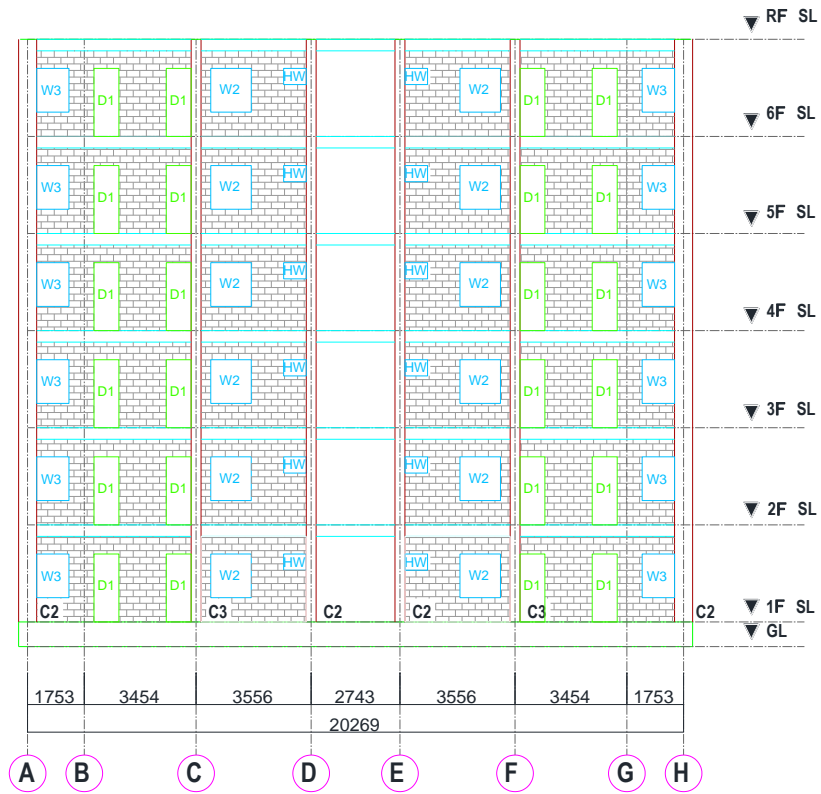 RF SL
W3 D1 D1 W2 HW HW W2 D1 D1 W3
6F SL
W3 D1 D1 W2 HW HW W2 D1 D1 W3
5F SL
W3 D1 D1 W2 HW HW W2 D1 D1 W3
4F SL
W3 D1 D1 W2 HW HW W2 D1 D1 W3
3F SL
W3 D1 D1 W2 HW HW W2 D1 D1 W3
2F SL
W3 D1 D1 W2 HW HW W2 D1 D1 W3
C2 C3 C2 C2 C3 C2 1F SL
GL
1753 3454 3556 2743 3556 3454 1753
20269
A B C D E F G H